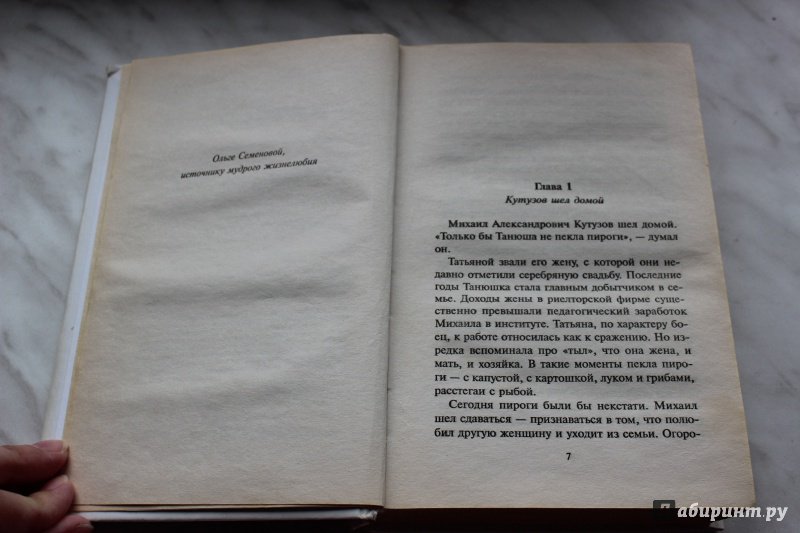 Ольге Семеновой,
источнику мудрого жизнелюбия
Глава 1
Кутузов шел домой
Михаил Александрович Кутузов шел домой.
«Только бы Танюша не пекла пироги», — думал
он.
Татьяной звали его жену, с которой они не-
давно отметили серебряную свадьбу. Последние
годы Танюшка стала главным добытчиком в се-
мье. Доходы жены в риелторской фирме суще-
ственно превышали педагогический заработок
Михаила в институте. Татьяна, по характеру бо-
ец, к работе относилась как к сражению. Но из-
редка вспоминала про «тыл», что она жена, и
мать, и хозяйка. В такие моменты пекла пиро-
ги — с капустой, с картошкой, луком и грибами,
расстегаи с рыбой.
Сегодня пироги были бы некстати. Михаил
шел сдаваться — признаваться в том, что полю-
бил другую женщину и уходит из семьи. Огоро-
7
Лабиринт.ру